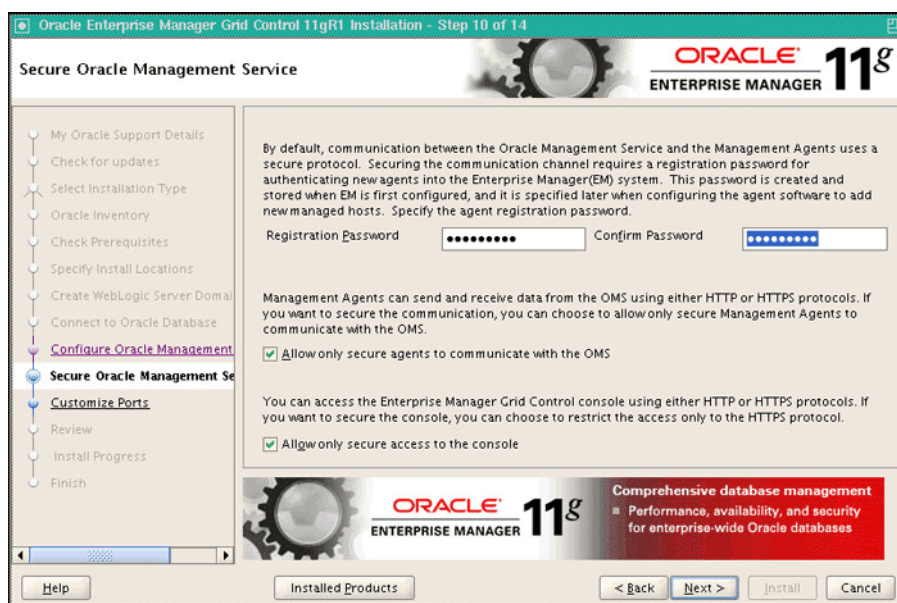 Oracle Enterprise Manager Grid Control 11gR1 Installation - Step 10 of 14
Secure Oracle Management Service
ORACLE
ENTERPRISE MANAGER
11g
My Oracle Support Details
Check for updates
Select Installation Type
Oracle Inventory
Check Prerequisites
Specify Install Locations
Create WebLogic Server Domai
Connect to Oracle Database
Configure Oracle Management
Secure Oracle Management Se
Customize Ports
Review
Install Progress
Finish
By default, communication between the Oracle Management Service and the Management Agents uses a
secure protocol. Securing the communication channel requires a registration password for
authenticating new agents into the Enterprise Manager(EM) system. This password is created and
stored when EM is first configured, and it is specified later when configuring the agent software to add
new managed hosts. Specify the agent registration password.
Registration Password
Confirm Password
Management Agents can send and receive data from the OMS using either HTTP or HTTPS protocols. If
you want to secure the communication, you can choose to allow only secure Management Agents to
communicate with the OMS.
Allow only secure agents to communicate with the OMS
You can access the Enterprise Manager Grid Control console using either HTTP or HTTPS protocols. If
you want to secure the console, you can choose to restrict the access only to the HTTPS protocol.
Allow only secure access to the console
ORACLE
ENTERPRISE MANAGER
11g
Comprehensive database management
Performance, availability, and security
for enterprise-wide Oracle databases
Help
Installed Products
< Back
Next >
Install
Cancel